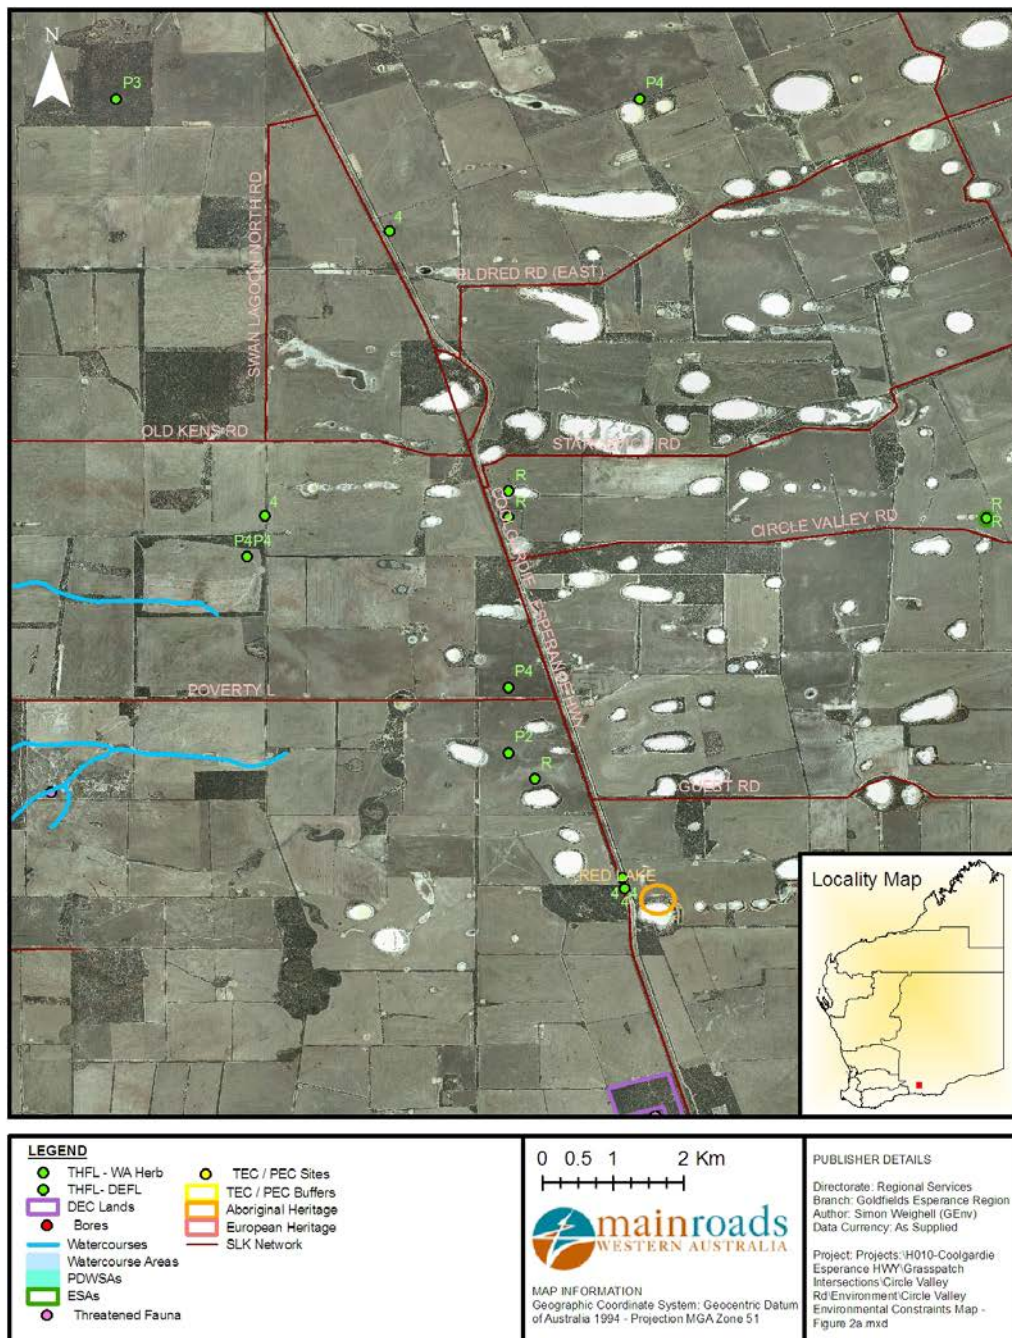 N
P3
P4
4
SWAN LAGOON NORTH RD
ELDRED RD (EAST)
OLD KENS RD
RD
R
R
4
P4P4
CIRCLE VALLEY RD
R
R
COOLGARDIE_ESPERANCE HWY
P4
POVERTY L
P2
R
GUEST RD
RED LAKE
Locality Map
LEGEND
THFL - WA Herb
THFL- DEFL
DEC Lands
Bores
Watercourses
Watercourse Areas
PDWSAs
ESAs
Threatened Fauna
TEC / PEC Sites
TEC / PEC Buffers
Aboriginal Heritage
European Heritage
SLK Network
0 0.5 1 2 Km
mainroads
WESTERN AUSTRALIA
MAP INFORMATION
Geographic Coordinate System: Geocentric Datum
of Australia 1994 - Projection MGA Zone 51
PUBLISHER DETAILS
Directorate: Regional Services
Branch: Goldfields Esperance Region
Author: Simon Weighell (GEnv)
Data Currency: As Supplied
Project: Projects:\H010-Coolgardie
Esperance HWY\Grasspatch
Intersections\Circle Valley
Rd\Environment\Circle Valley
Environmental Constraints Map -
Figure 2a.mxd